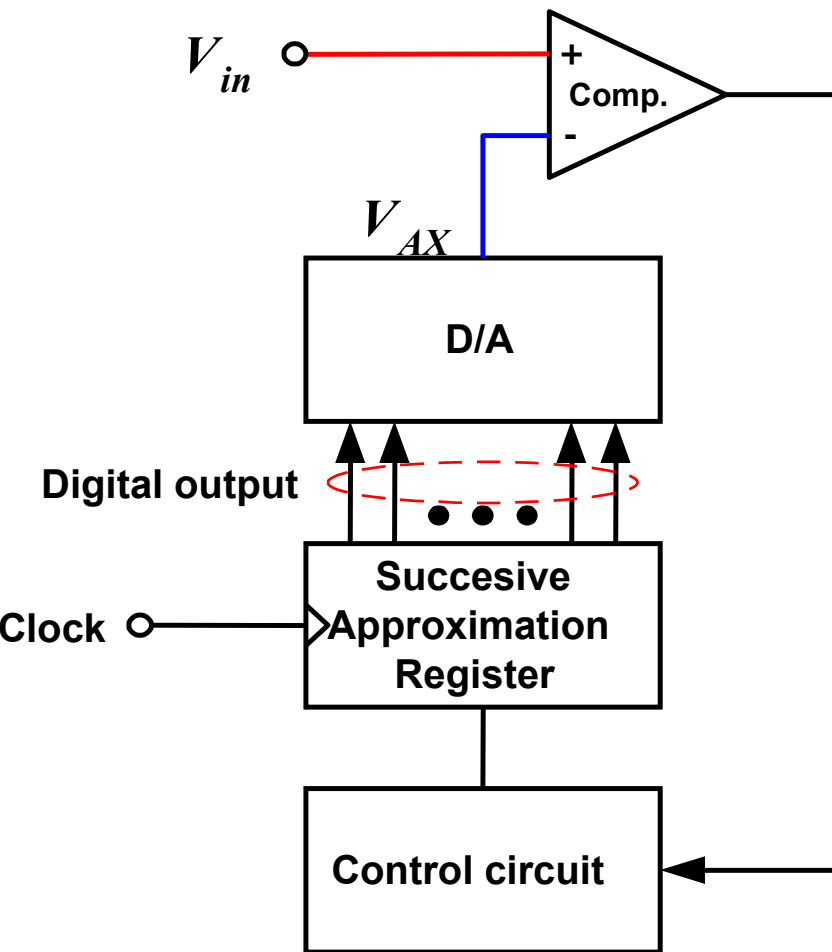 V in
+
Comp.
-
V AX
D/A
Digital output
Succesive
Approximation
Register
Clock
Control circuit